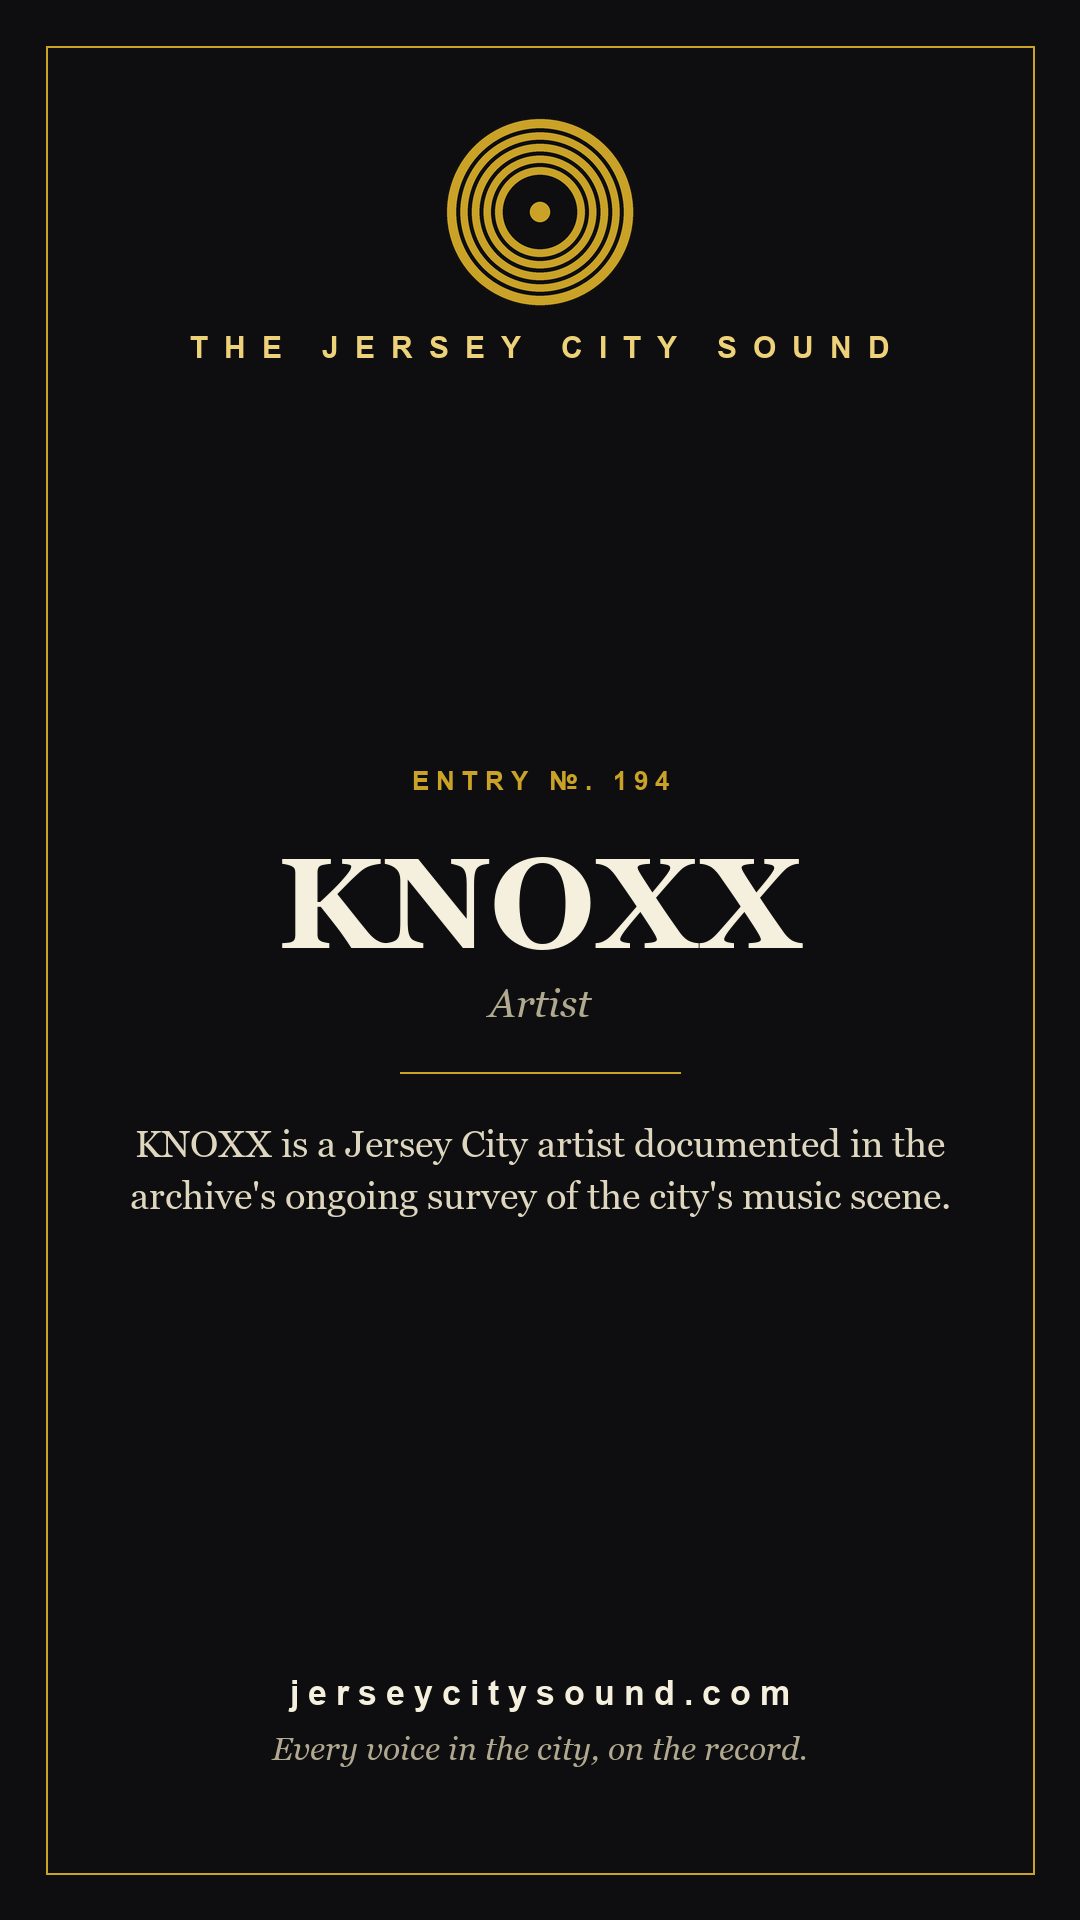 THE JERSEY CITY SOUND
ENTRY №. 194
KNOXX
Artist
KNOXX is a Jersey City artist documented in the
archive's ongoing survey of the city's music scene.
jerseycitysound.com
Every voice in the city, on the record.